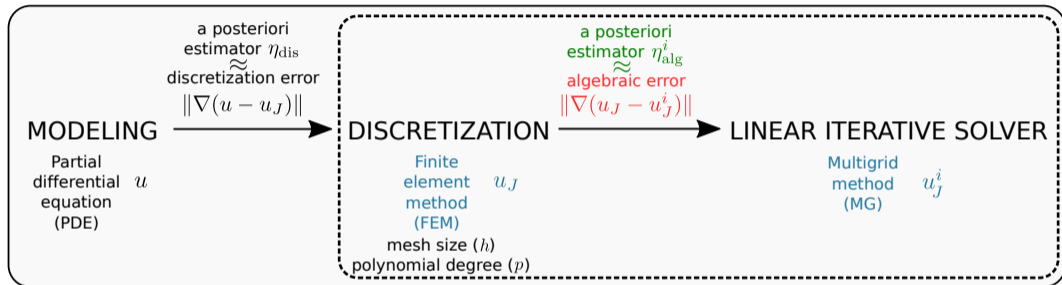 a posteriori
estimator η_dis
≈
discretization error
‖∇(u − u_J)‖
a posteriori
estimator η^i_alg
≈
algebraic error
‖∇(u_J − u^i_J)‖
MODELING
DISCRETIZATION
LINEAR ITERATIVE SOLVER
Partial
differential u
equation
(PDE)
Finite
element u_J
method
(FEM)
mesh size (h)
polynomial degree (p)
Multigrid
method u^i_J
(MG)